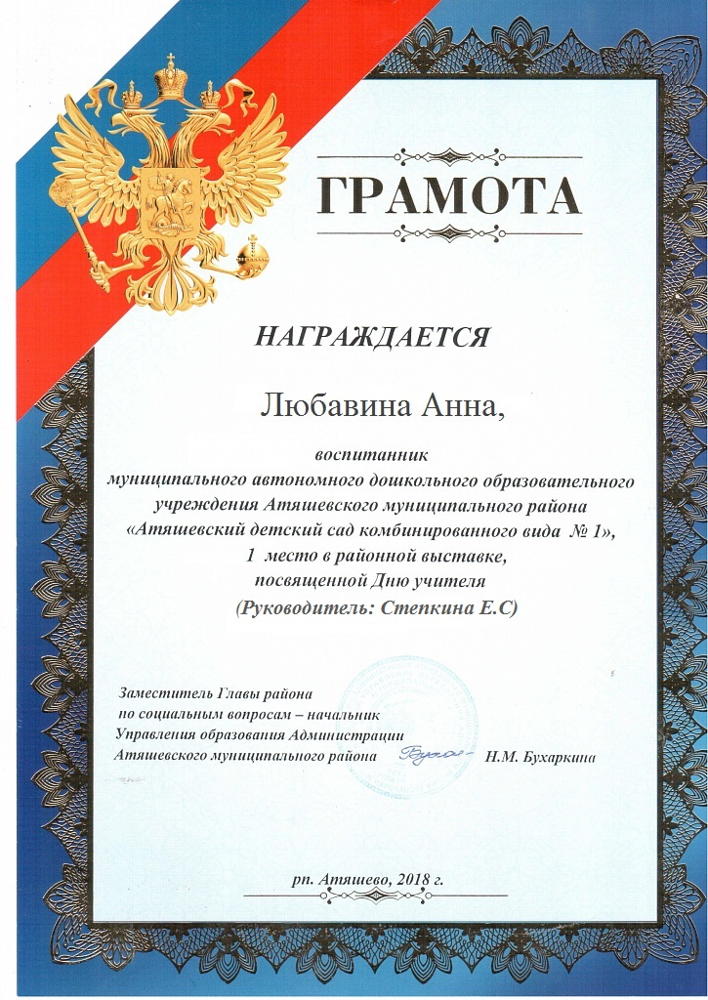 ГРАМОТА
НАГРАЖДАЕТСЯ
Любавина Анна,
воспитанник
муниципального автономного дошкольного образовательного
учреждения Атяшевского муниципального района
«Атяшевский детский сад комбинированного вида № 1»,
1 место в районной выставке,
посвященной Дню учителя
(Руководитель: Степкина Е.С)
Заместитель Главы района
по социальным вопросам – начальник
Управления образования Администрации
Атяшевского муниципального района Н.М. Бухаркина
рп. Атяшево, 2018 г.